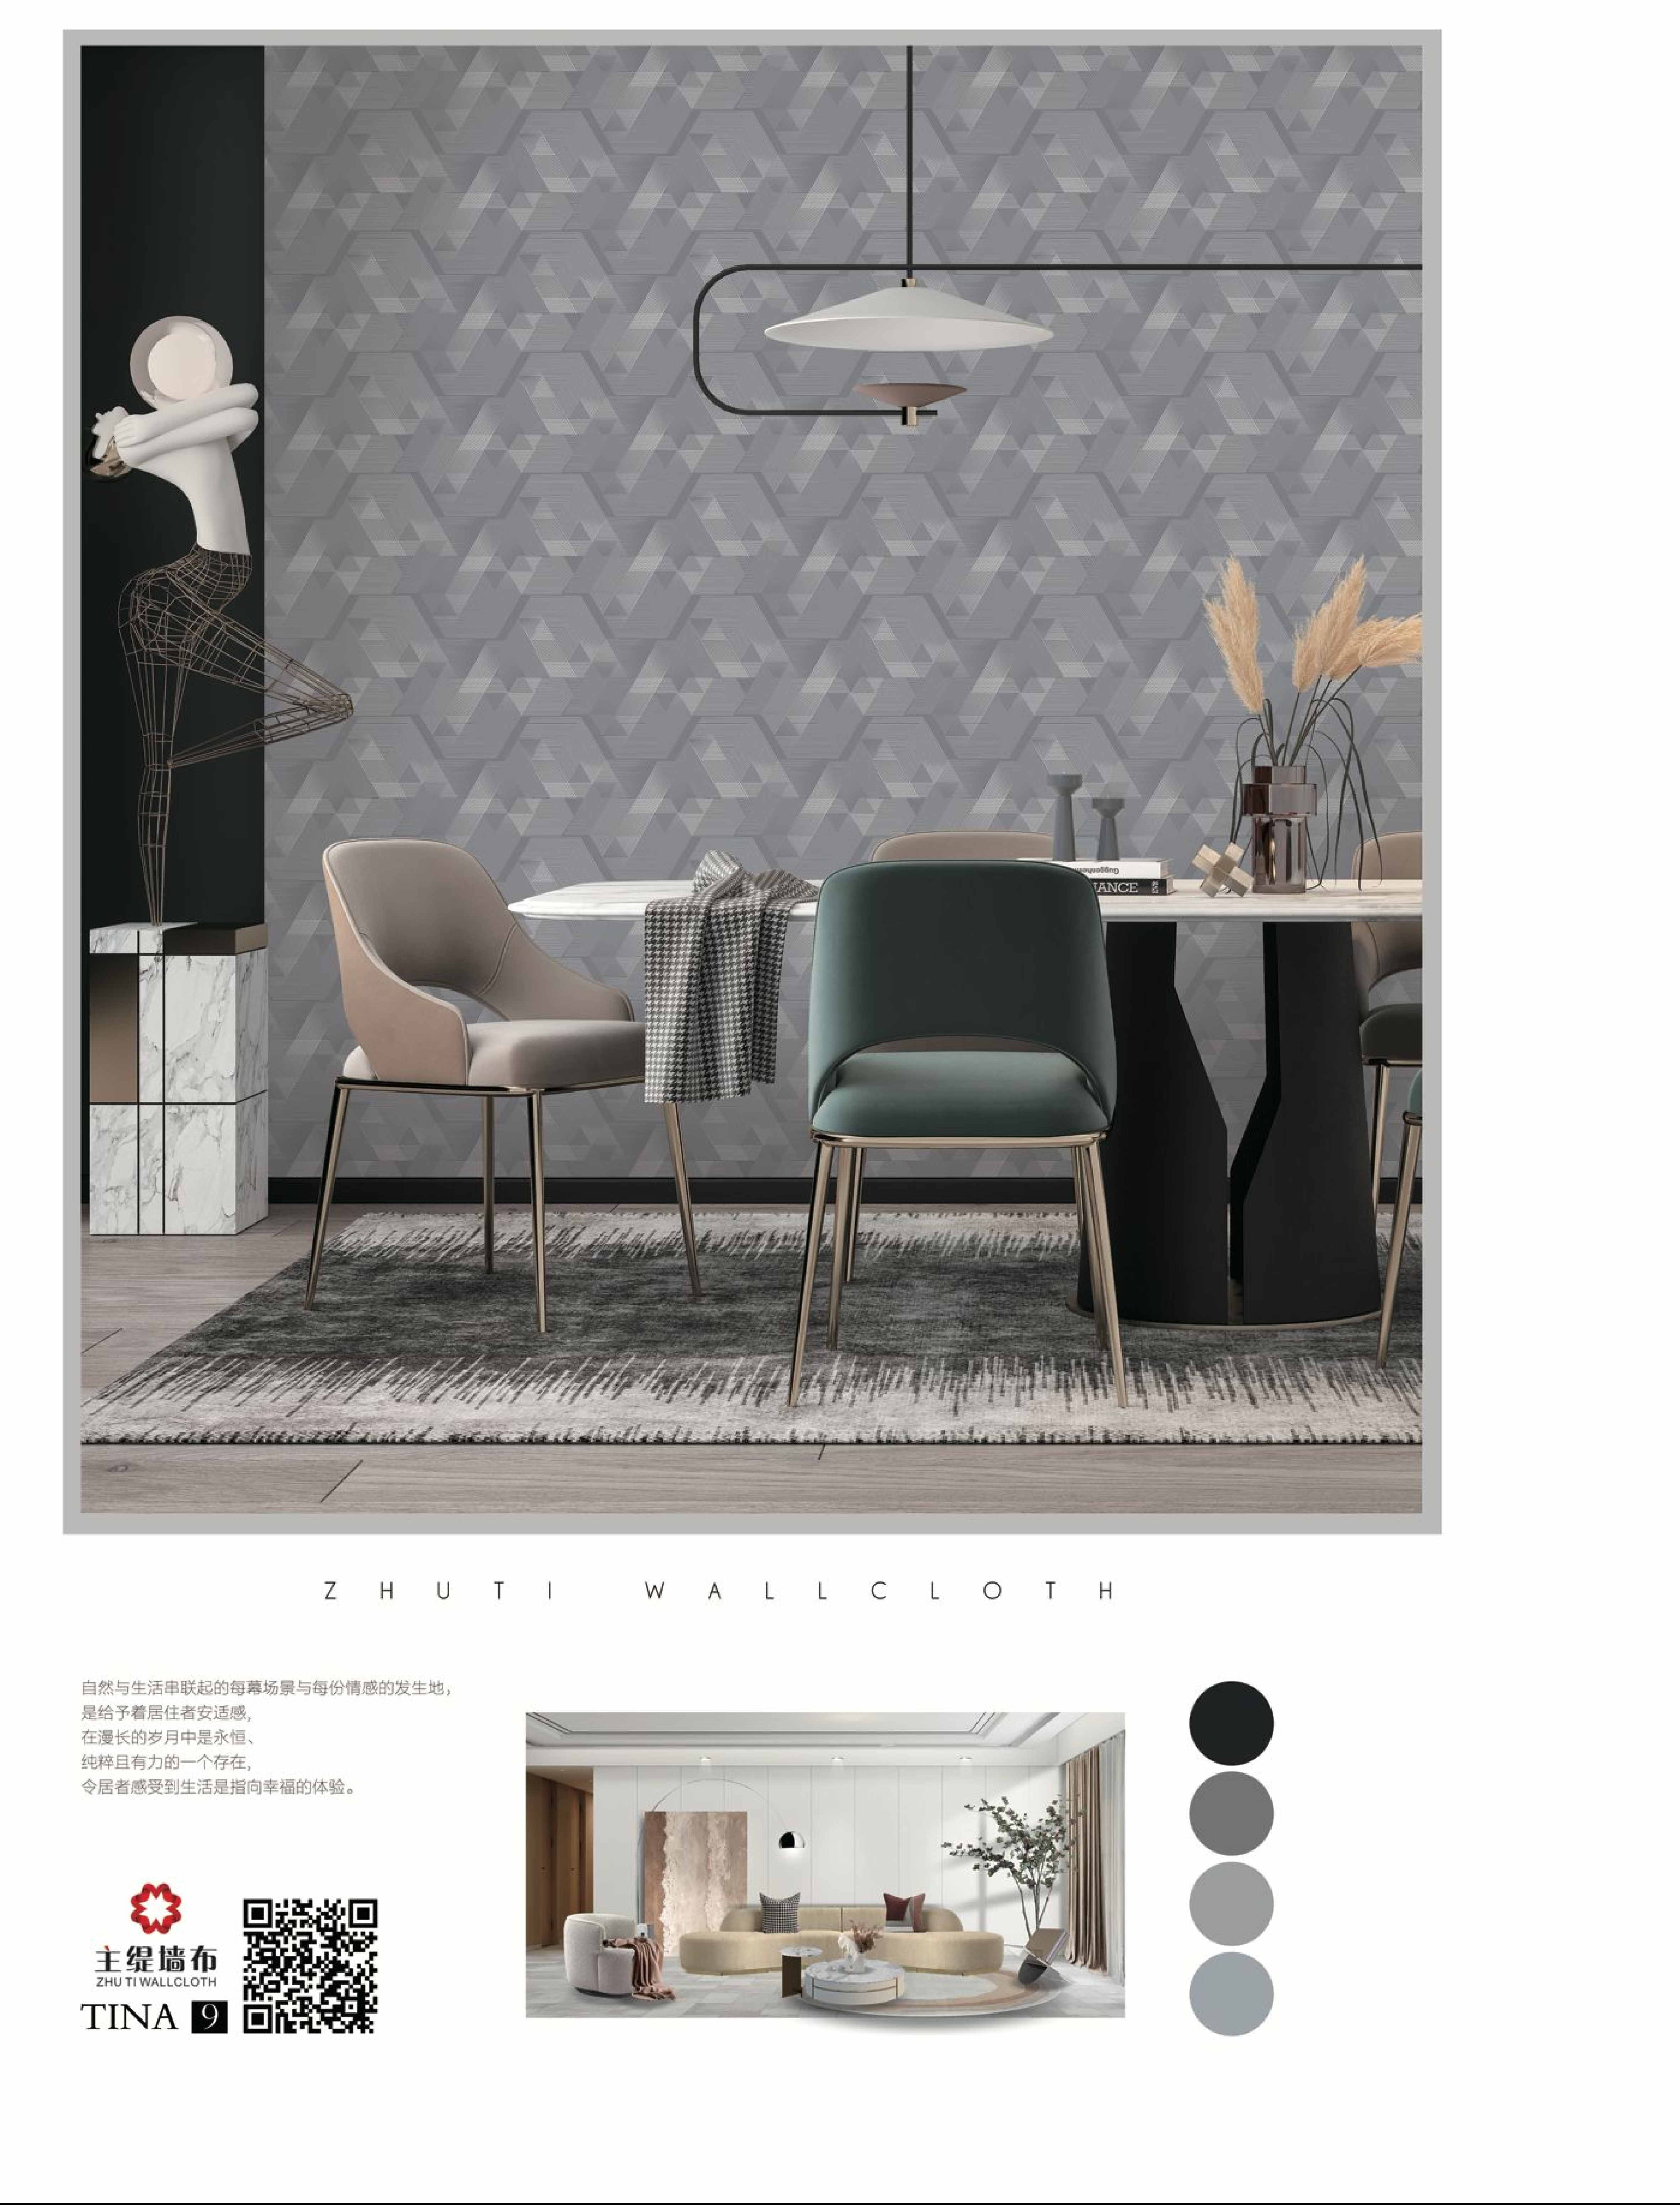 Guggenheim
ANCE
ZHUTI WALLCLOTH
自然与生活串联起的每幕场景与每份情感的发生地，
是给予着居住者安适感，
在漫长的岁月中是永恒、
纯粹且有力的一个存在，
令居者感受到生活是指向幸福的体验。
主缇墙布
ZHU TI WALLCLOTH
TINA 9